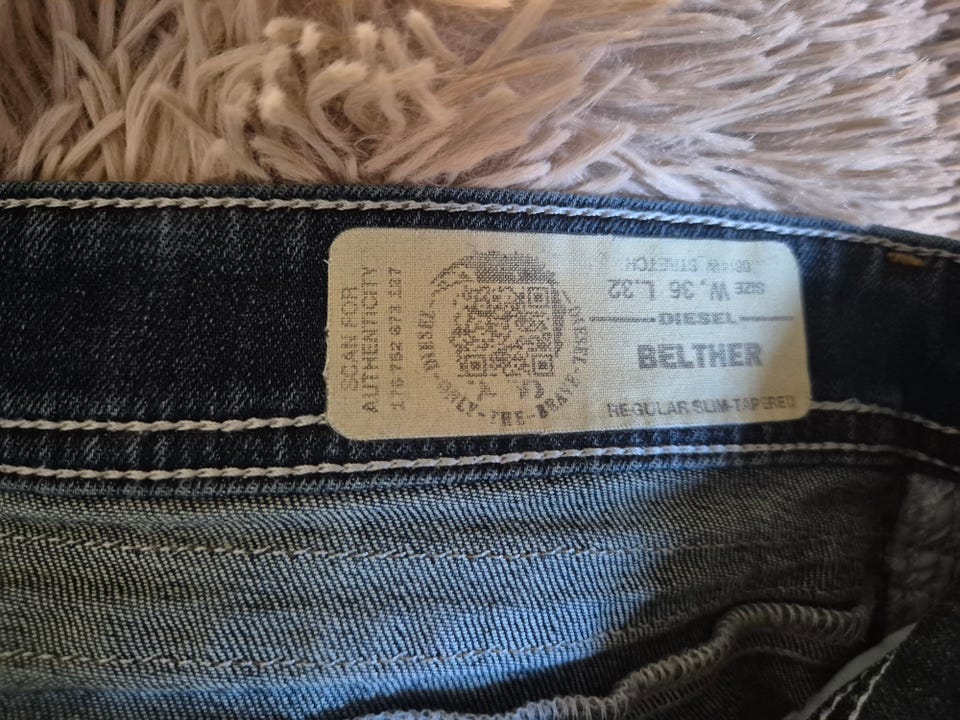 SCAN FOR
AUTHENTICITY
DIESEL
ONLY-THE-BRAVE
SIZE W. 36 L.32
DIESEL
BELTHER
REGULAR SLIM-TAPERED